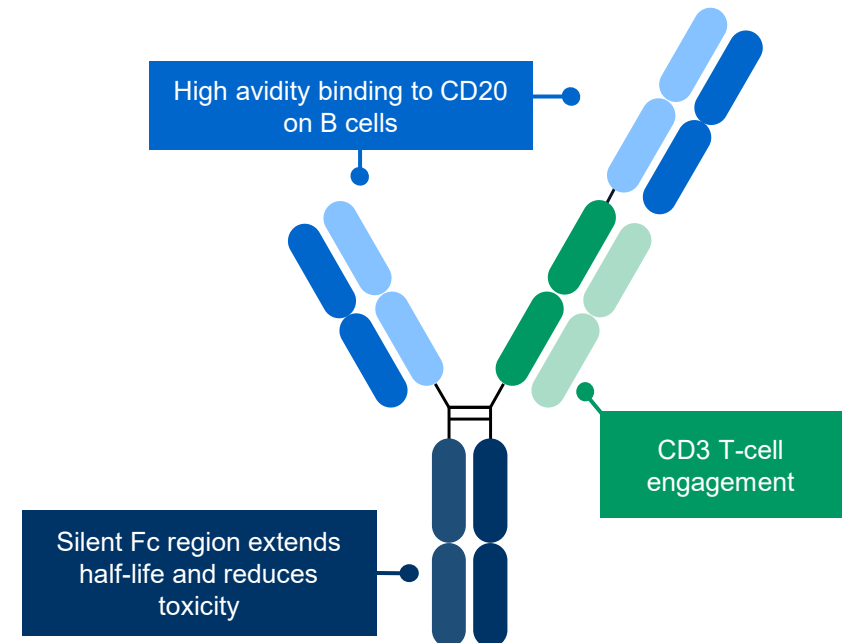 High avidity binding to CD20
on B cells
CD3 T-cell
engagement
Silent Fc region extends
half-life and reduces
toxicity